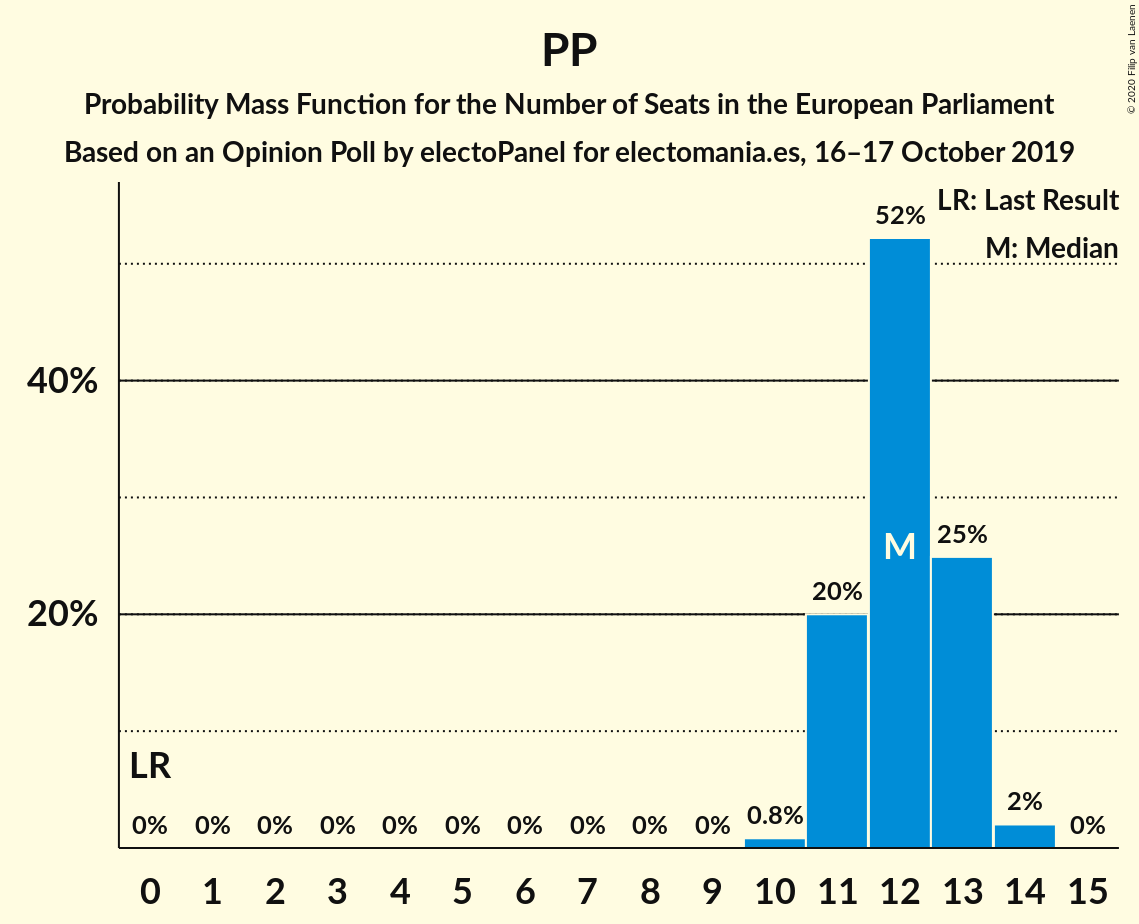 PP
Probability Mass Function for the Number of Seats in the European Parliament
Based on an Opinion Poll by electoPanel for electomania.es, 16–17 October 2019
© 2020 Filip van Laenen
LR: Last Result
M: Median
52%
40%
M
25%
20%
20%
LR
0% 0% 0% 0% 0% 0% 0% 0% 0% 0% 0.8% 2% 0%
0 1 2 3 4 5 6 7 8 9 10 11 12 13 14 15